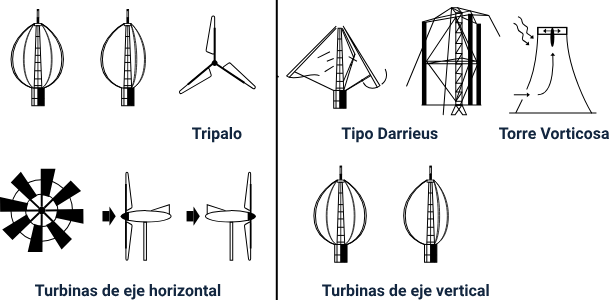 Tripalo
Tipo Darrieus
Torre Vorticosa
Turbinas de eje horizontal
Turbinas de eje vertical